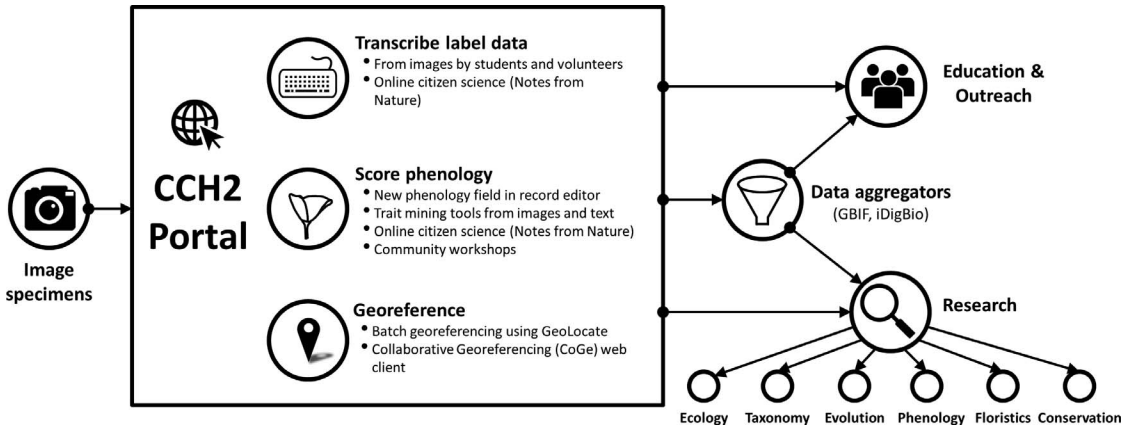 Image
specimens
CCH2
Portal
Transcribe label data
• From images by students and volunteers
• Online citizen science (Notes from
Nature)
Score phenology
• New phenology field in record editor
• Trait mining tools from images and text
• Online citizen science (Notes from Nature)
• Community workshops
Georeference
• Batch georeferencing using GeoLocate
• Collaborative Georeferencing (CoGe) web
client
Education &
Outreach
Data aggregators
(GBIF, iDigBio)
Research
Ecology Taxonomy Evolution Phenology Floristics Conservation